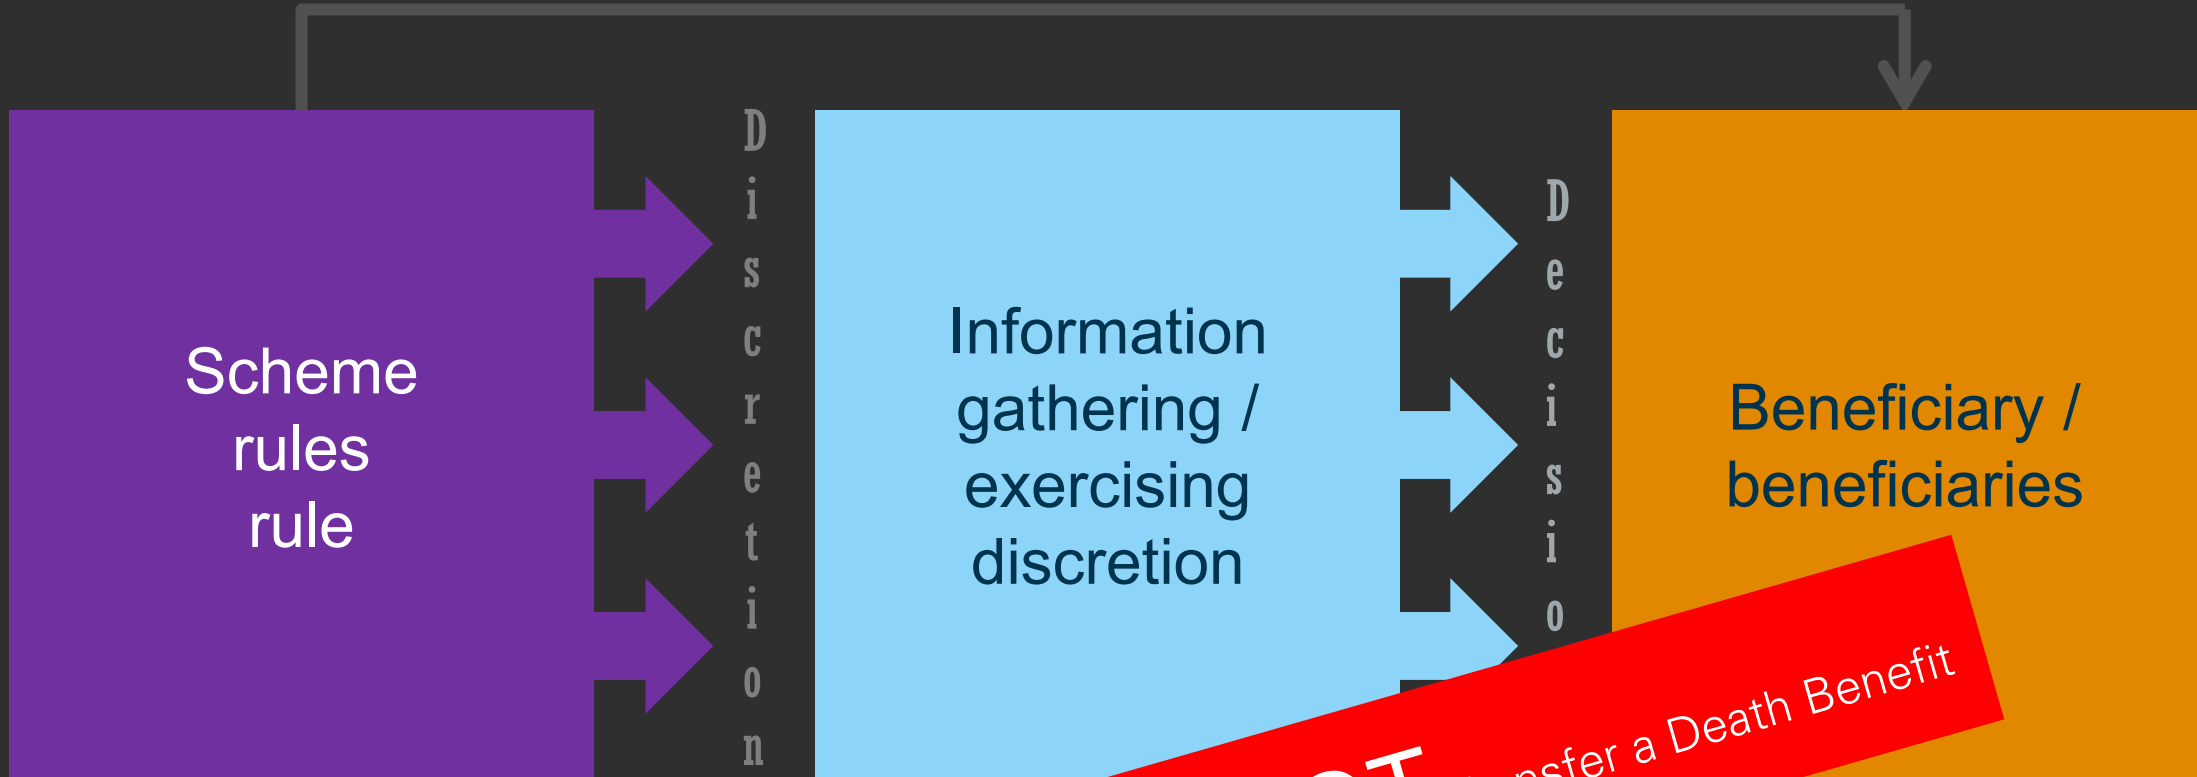 Scheme
rules
rule
Discretion
Information
gathering /
exercising
discretion
Decisio
Beneficiary /
beneficiaries
a Death Benefit